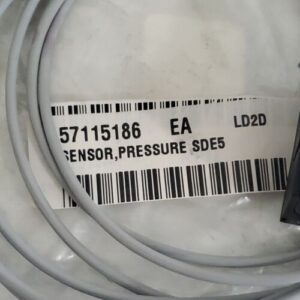 57115186 EA LD2D
SENSOR,PRESSURE SDE5